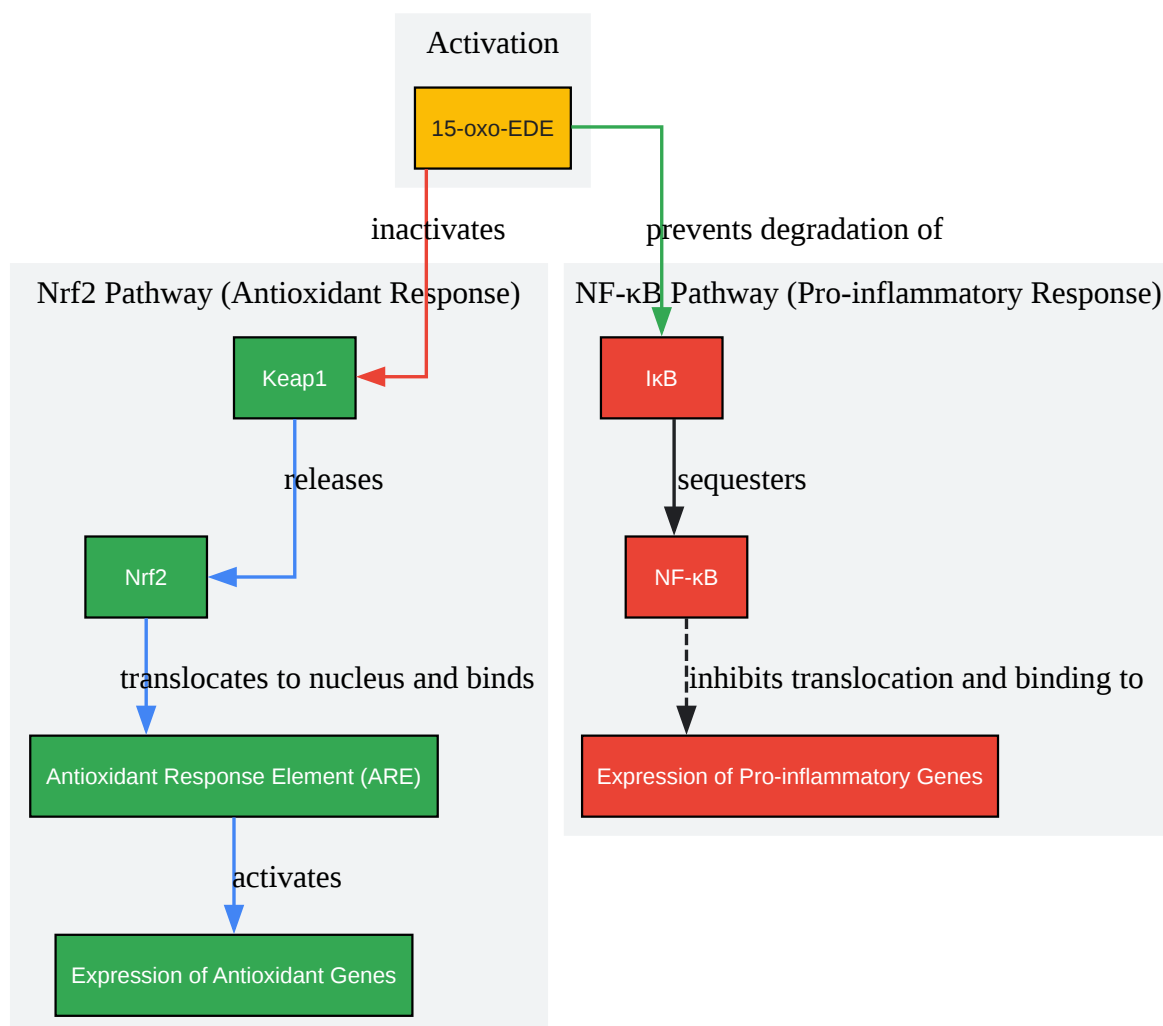 Activation
15-oxo-EDE
inactivates
prevents degradation of
Nrf2 Pathway (Antioxidant Response)
NF-κB Pathway (Pro-inflammatory Response)
Keap1
IκB
releases
sequesters
Nrf2
NF-κB
translocates to nucleus and binds
inhibits translocation and binding to
Antioxidant Response Element (ARE)
Expression of Pro-inflammatory Genes
activates
Expression of Antioxidant Genes